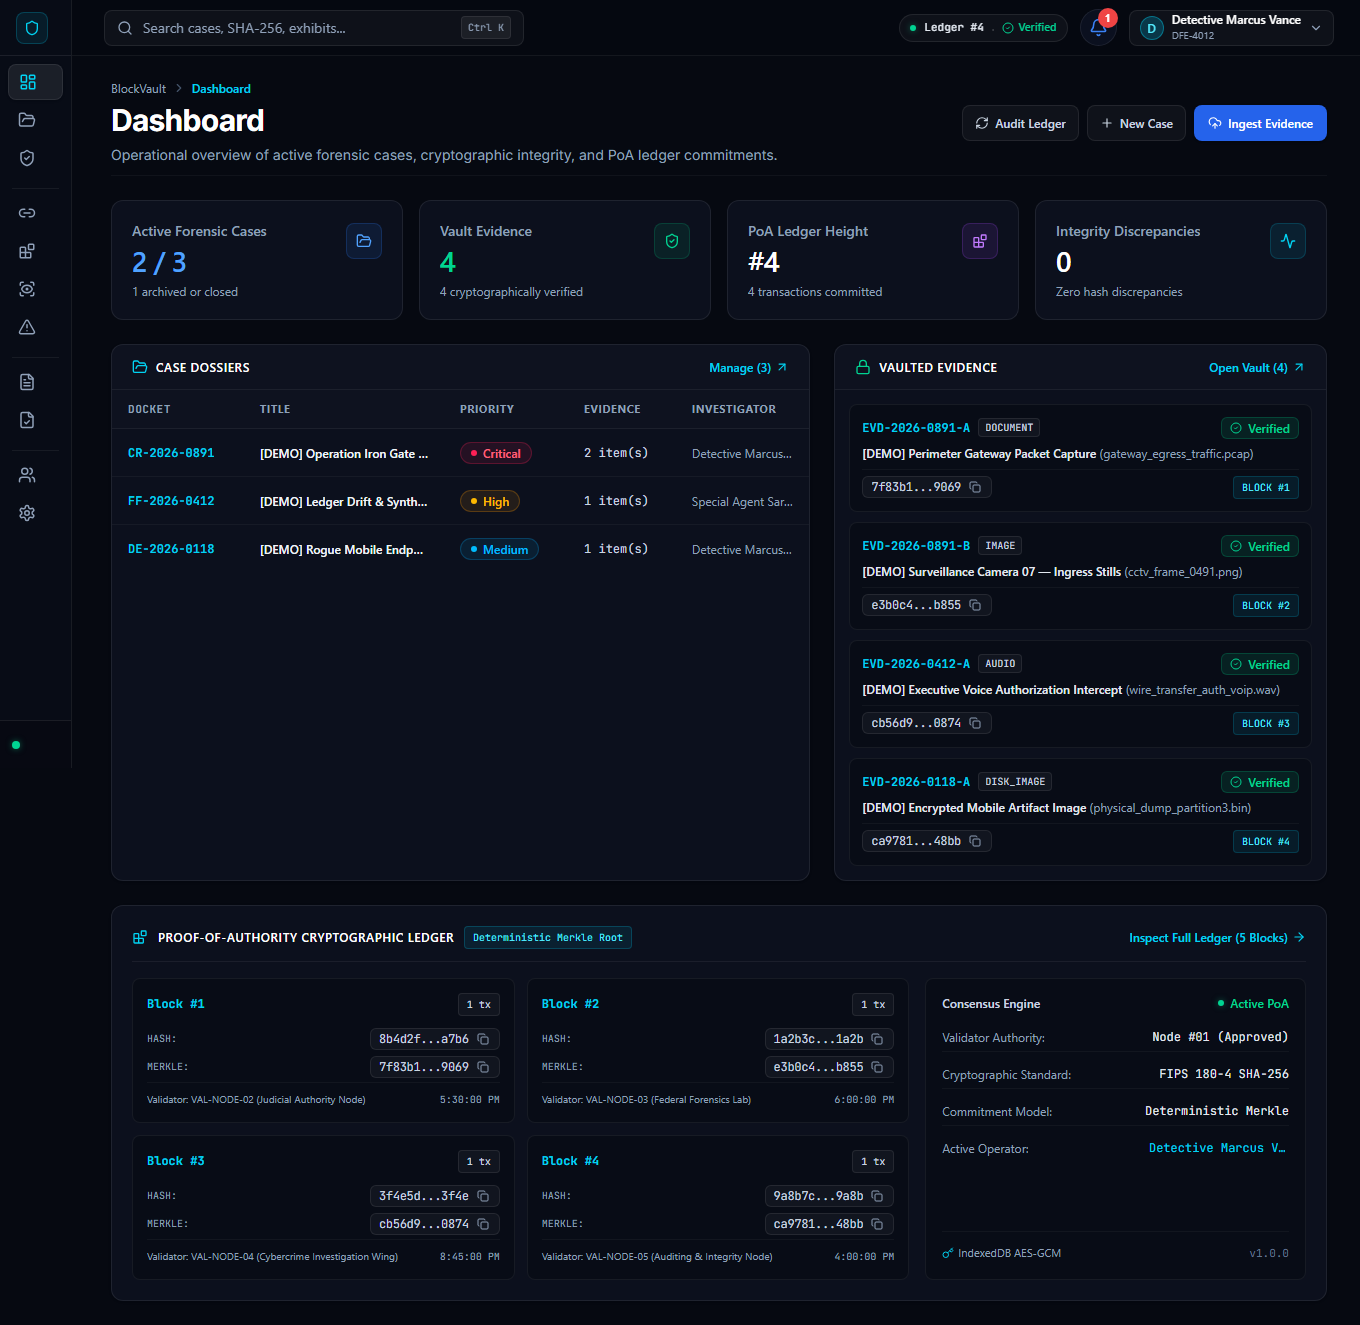 Search cases, SHA-256, exhibits...
Ctrl K
Ledger #4 · Verified
1
D
Detective Marcus Vance
DFE-4012
BlockVault > Dashboard
Dashboard
Operational overview of active forensic cases, cryptographic integrity, and PoA ledger commitments.
Audit Ledger
New Case
Ingest Evidence
Active Forensic Cases
2 / 3
1 archived or closed
Vault Evidence
4
4 cryptographically verified
PoA Ledger Height
#4
4 transactions committed
Integrity Discrepancies
0
Zero hash discrepancies
CASE DOSSIERS
Manage (3)
DOCKET TITLE PRIORITY EVIDENCE INVESTIGATOR
CR-2026-0891 [DEMO] Operation Iron Gate ... Critical 2 item(s) Detective Marcus...
FF-2026-0412 [DEMO] Ledger Drift & Synth... High 1 item(s) Special Agent Sar...
DE-2026-0118 [DEMO] Rogue Mobile Endp... Medium 1 item(s) Detective Marcus...
VAULTED EVIDENCE
Open Vault (4)
EVD-2026-0891-A DOCUMENT Verified
[DEMO] Perimeter Gateway Packet Capture (gateway_egress_traffic.pcap)
7f83b1...9069 BLOCK #1
EVD-2026-0891-B IMAGE Verified
[DEMO] Surveillance Camera 07 — Ingress Stills (cctv_frame_0491.png)
e3b0c4...b855 BLOCK #2
EVD-2026-0412-A AUDIO Verified
[DEMO] Executive Voice Authorization Intercept (wire_transfer_auth_voip.wav)
cb56d9...0874 BLOCK #3
EVD-2026-0118-A DISK_IMAGE Verified
[DEMO] Encrypted Mobile Artifact Image (physical_dump_partition3.bin)
ca9781...48bb BLOCK #4
PROOF-OF-AUTHORITY CRYPTOGRAPHIC LEDGER Deterministic Merkle Root
Inspect Full Ledger (5 Blocks)
Block #1 1 tx
HASH: 8b4d2f...a7b6
MERKLE: 7f83b1...9069
Validator: VAL-NODE-02 (Judicial Authority Node) 5:30:00 PM
Block #2 1 tx
HASH: 1a2b3c...1a2b
MERKLE: e3b0c4...b855
Validator: VAL-NODE-03 (Federal Forensics Lab) 6:00:00 PM
Block #3 1 tx
HASH: 3f4e5d...3f4e
MERKLE: cb56d9...0874
Validator: VAL-NODE-04 (Cybercrime Investigation Wing) 8:45:00 PM
Block #4 1 tx
HASH: 9a8b7c...9a8b
MERKLE: ca9781...48bb
Validator: VAL-NODE-05 (Auditing & Integrity Node) 4:00:00 PM
Consensus Engine Active PoA
Validator Authority: Node #01 (Approved)
Cryptographic Standard: FIPS 180-4 SHA-256
Commitment Model: Deterministic Merkle
Active Operator: Detective Marcus V…
IndexedDB AES-GCM v1.0.0